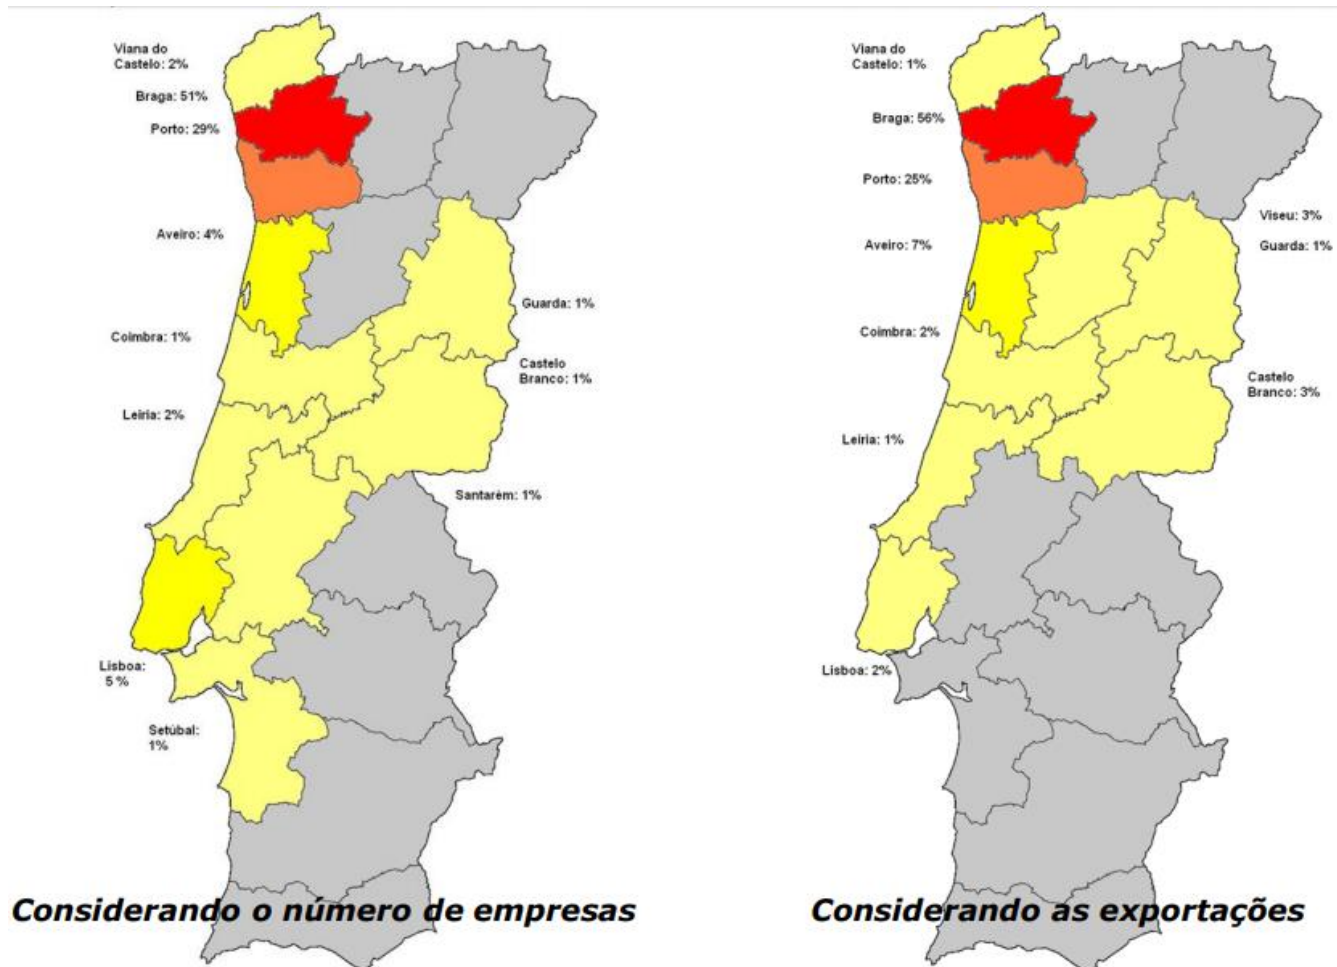 Viana do
Castelo: 2%
Braga: 51%
Porto: 29%
Aveiro: 4%
Guarda: 1%
Coimbra: 1%
Castelo
Branco: 1%
Leiria: 2%
Santarém: 1%
Lisboa:
5 %
Setúbal:
1%
Considerando o número de empresas
Viana do
Castelo: 1%
Braga: 56%
Porto: 25%
Viseu: 3%
Aveiro: 7%
Guarda: 1%
Coimbra: 2%
Castelo
Branco: 3%
Leiria: 1%
Lisboa: 2%
Considerando as exportações